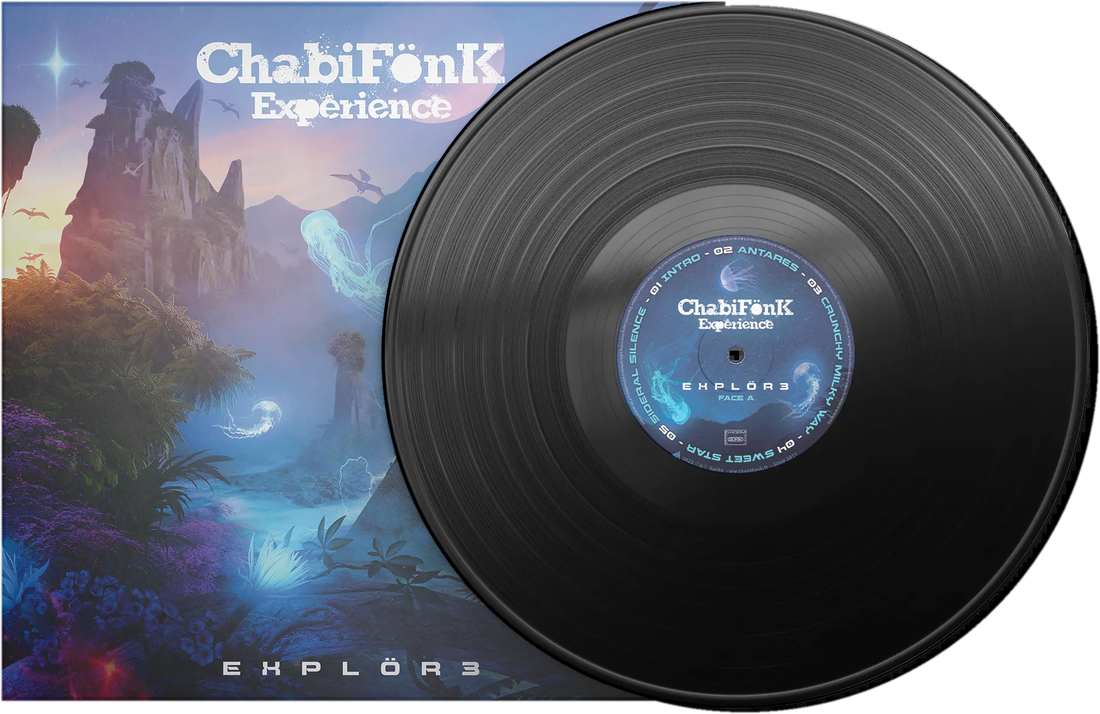 ChabiFönK
Expérience
EXPLÖR3
01 INTRO - 02 ANTARES - 03 CRUNCHY MILKY WAY - 04 SWEET STAR - 05 SIDERAL SILENCE -
ChabiFönK
Expérience
EXPLÖR3
FACE A